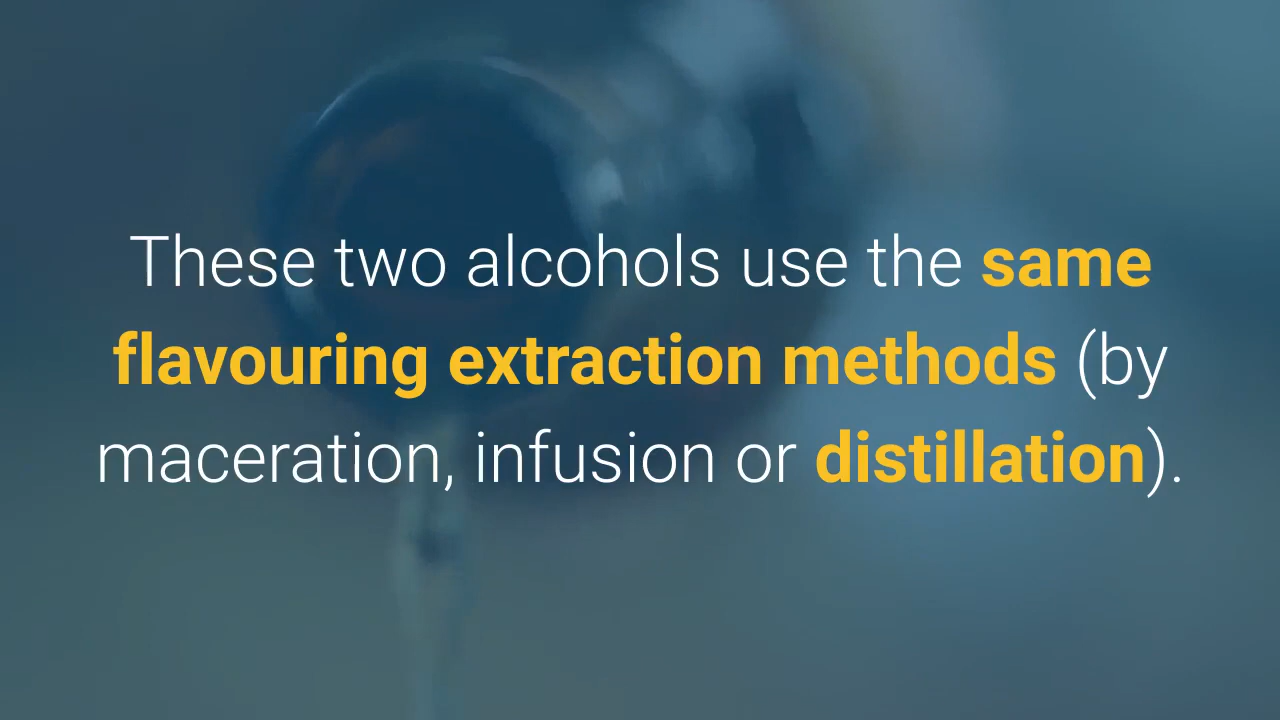 These two alcohols use the same
flavouring extraction methods (by
maceration, infusion or distillation).